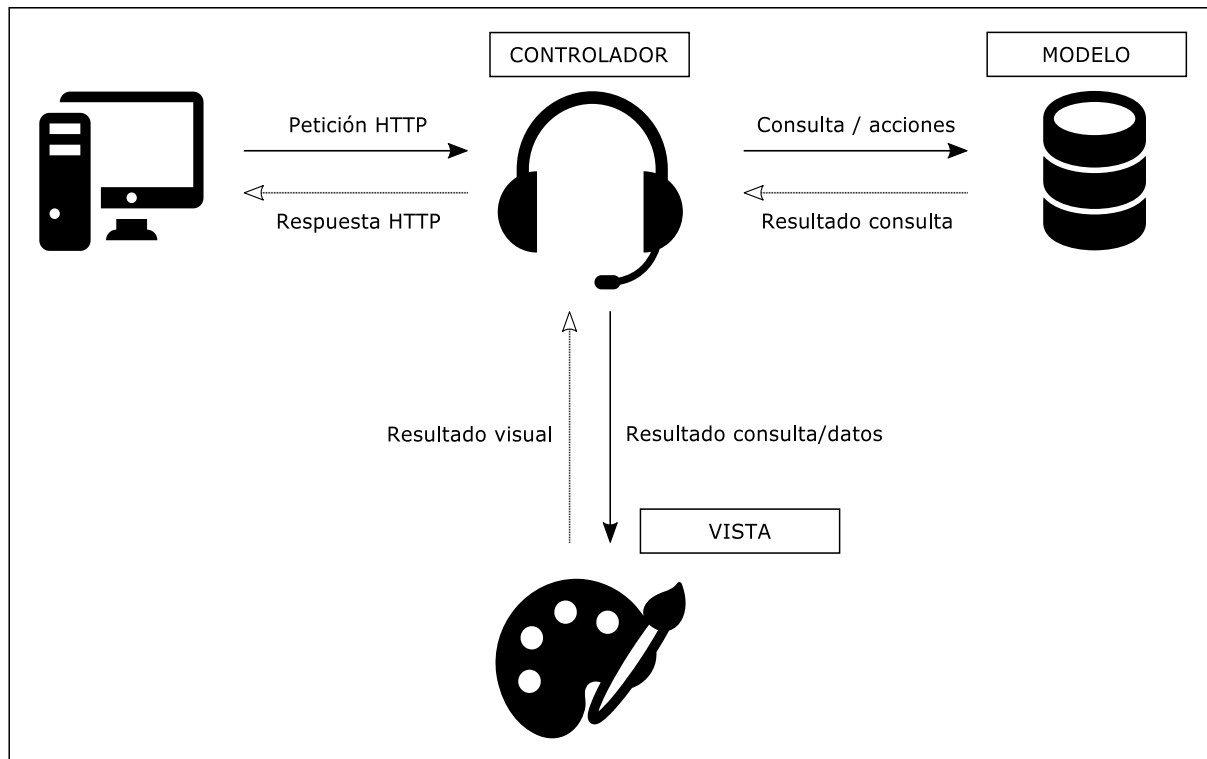 CONTROLADOR
MODELO
Petición HTTP
Consulta / acciones
Respuesta HTTP
Resultado consulta
Resultado visual
Resultado consulta/datos
VISTA